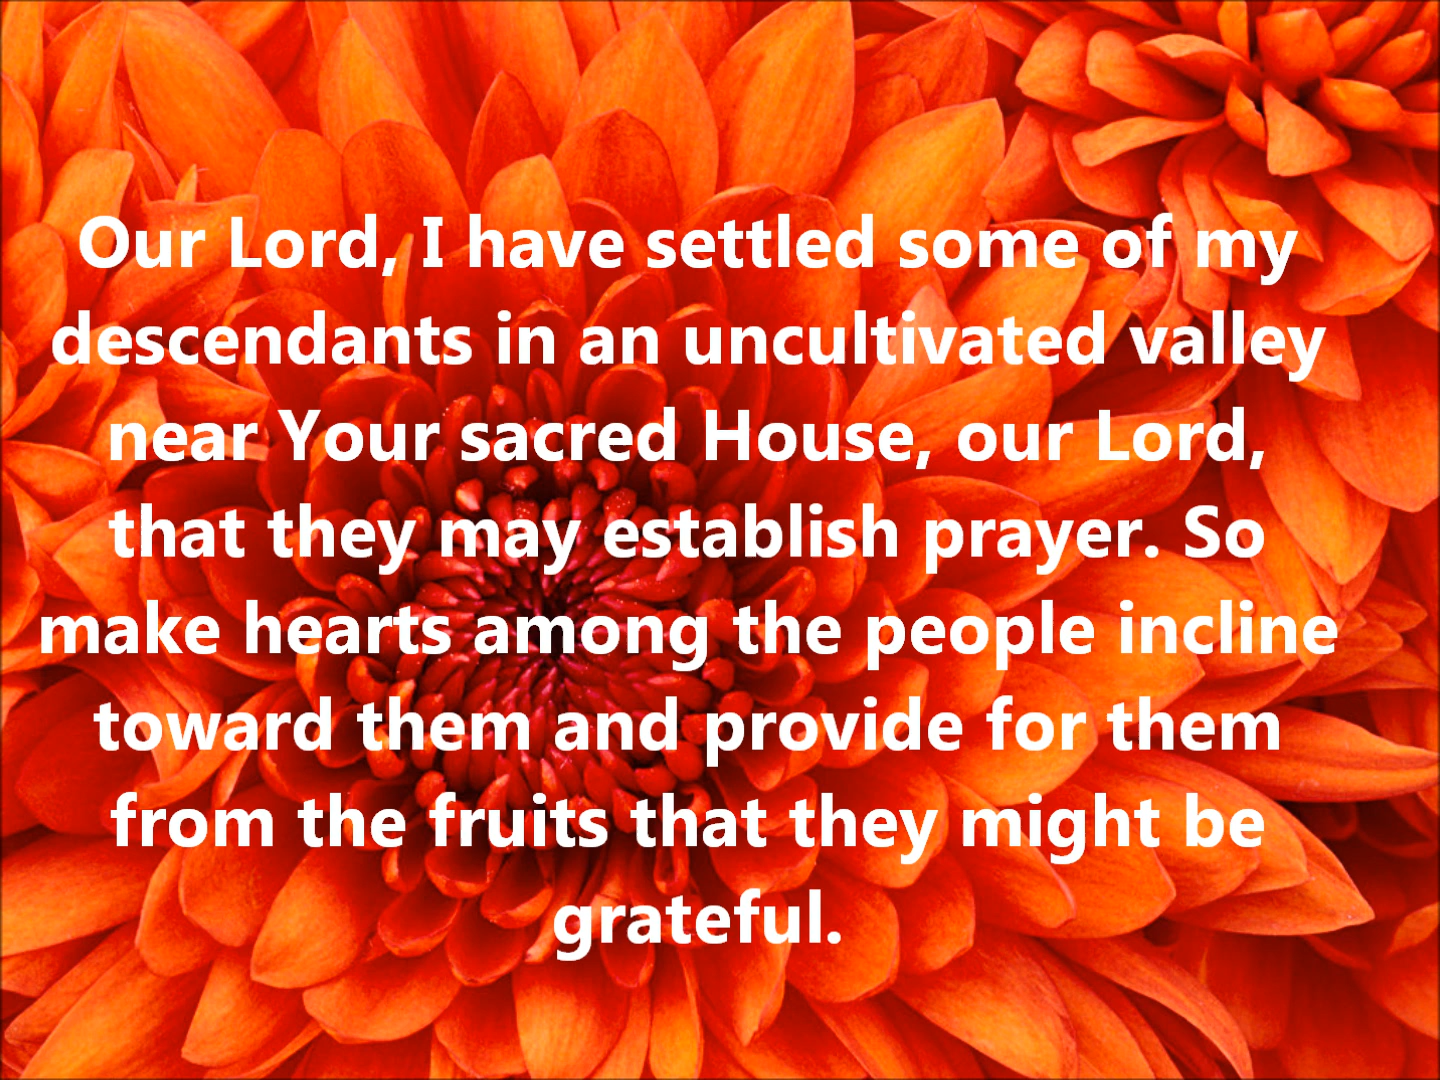 Our Lord, I have settled some of my
descendants in an uncultivated valley
near Your sacred House, our Lord,
that they may establish prayer. So
make hearts among the people incline
toward them and provide for them
from the fruits that they might be
grateful.